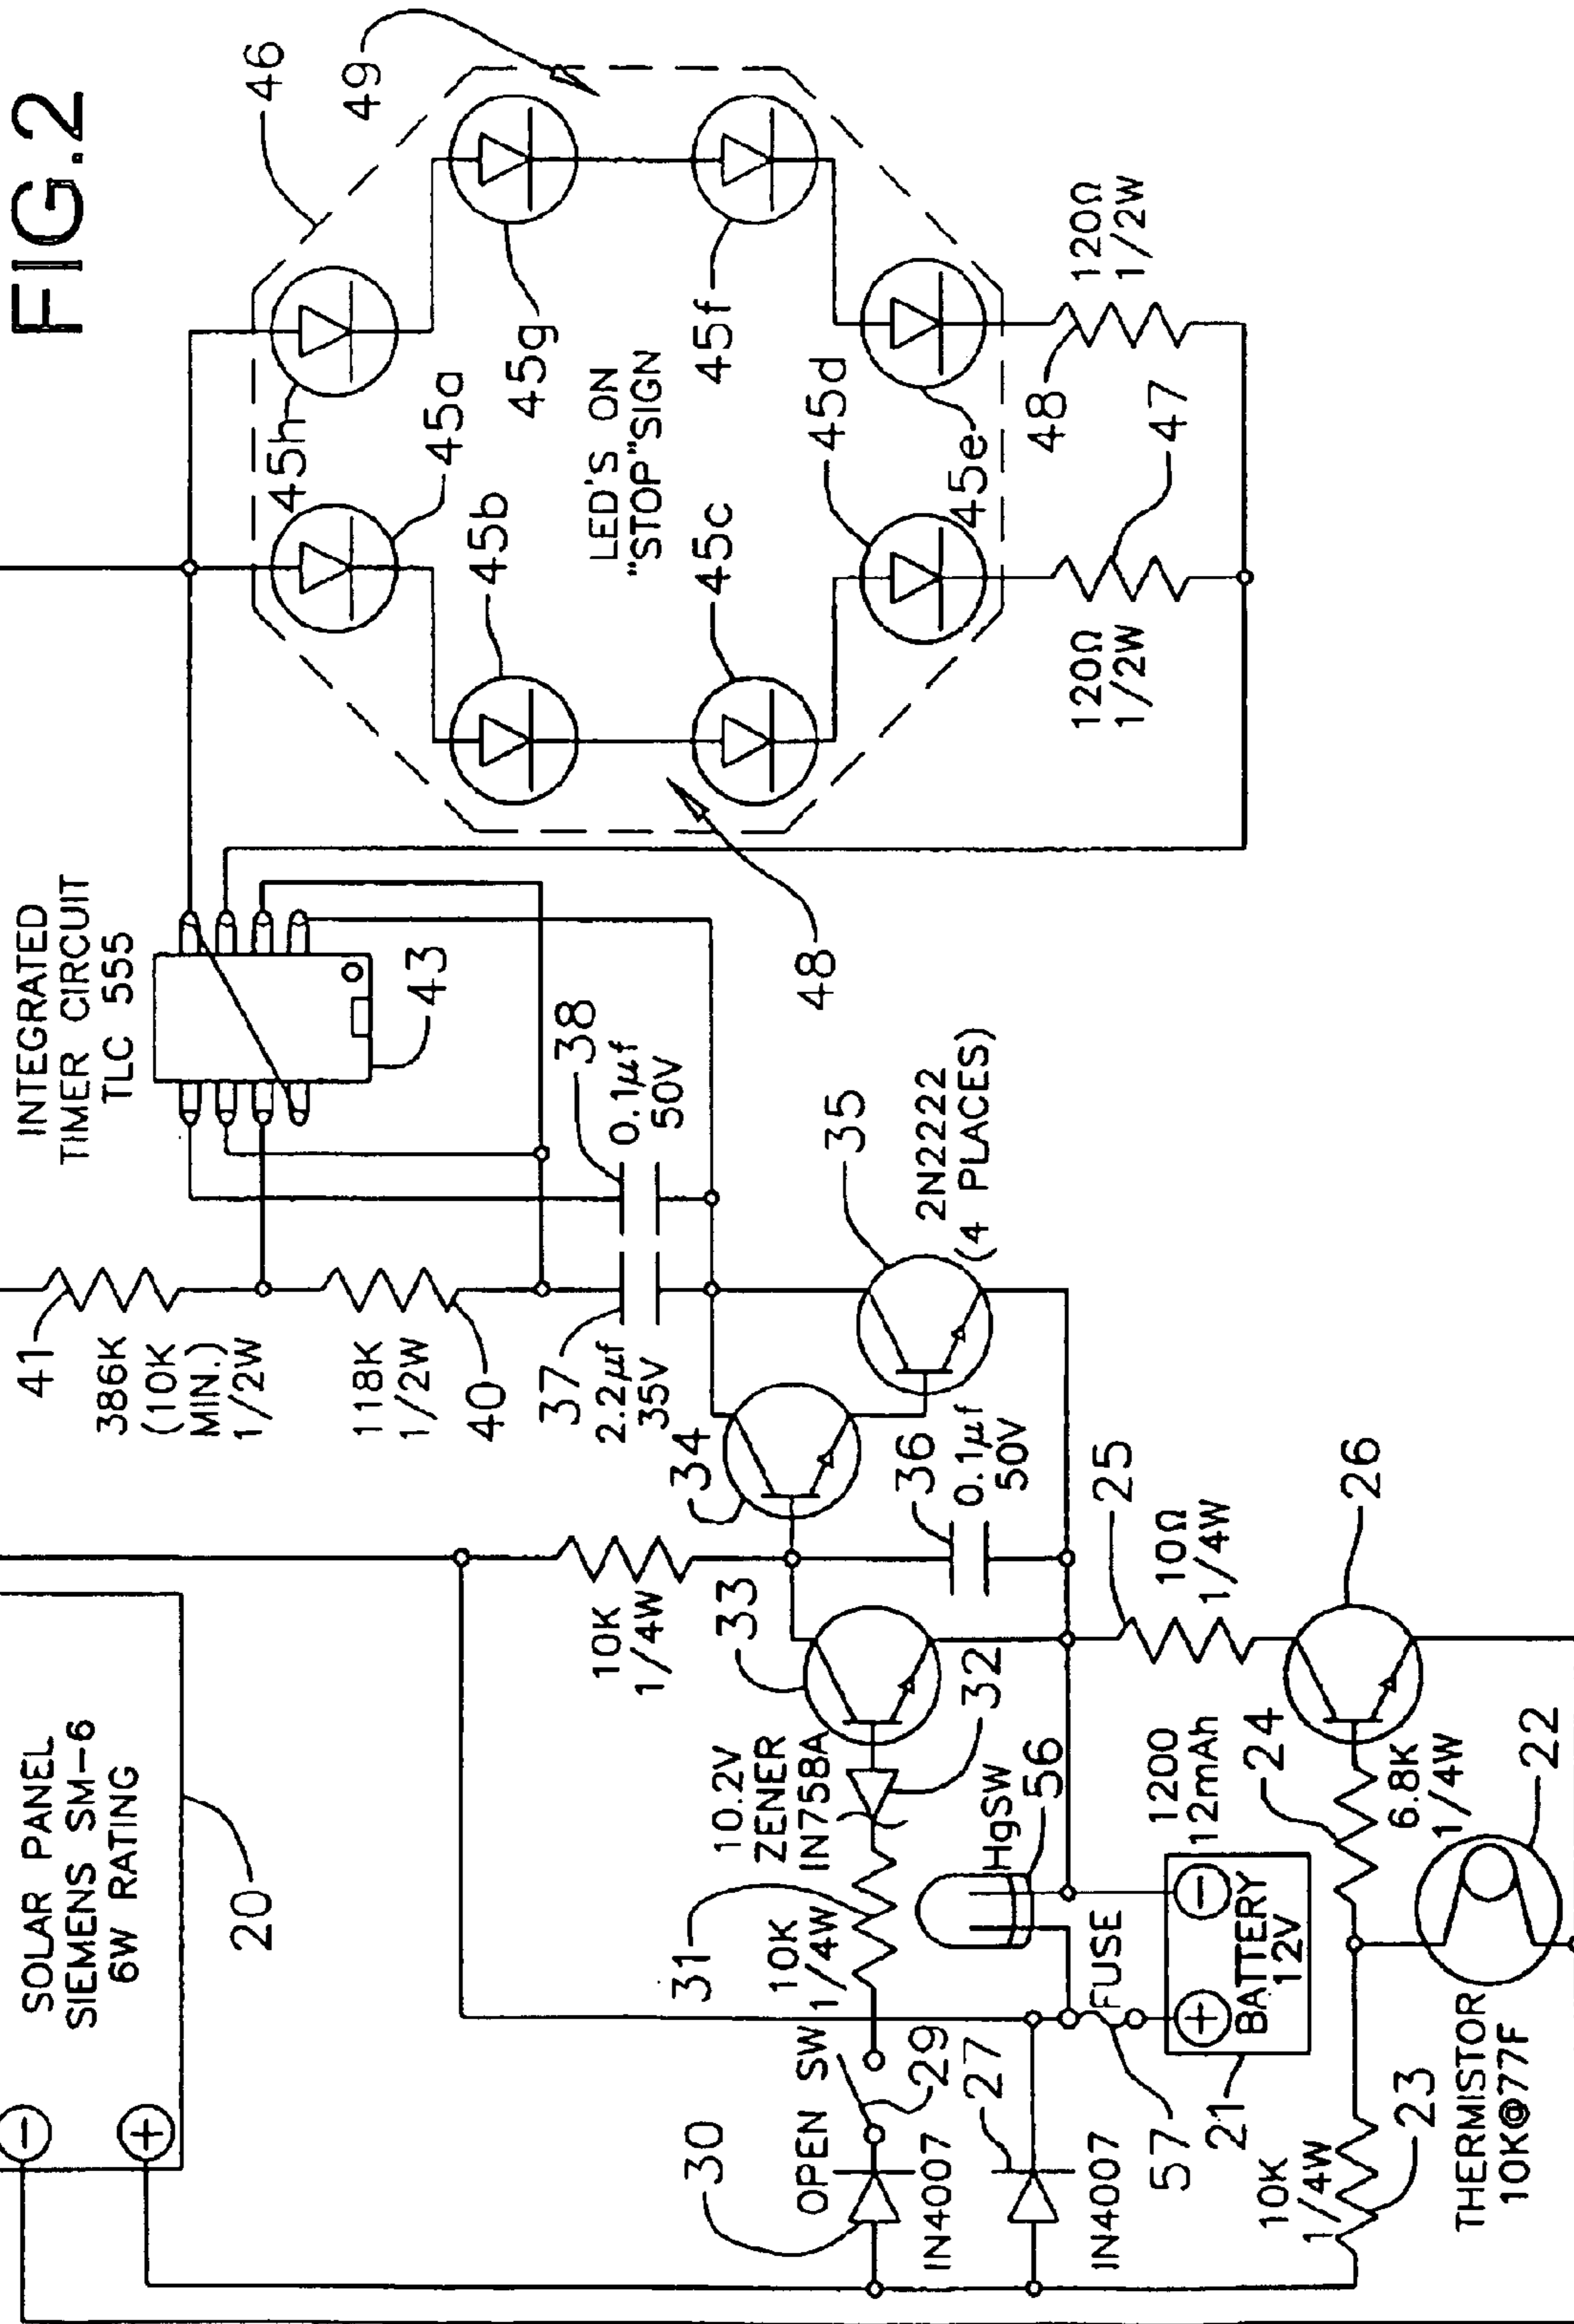 FIG.2
SOLAR PANEL
SIEMENS SM-6
6W RATING
20
−
+
41
386K
(10K
MIN.)
1/2W
118K
1/2W
40
INTEGRATED
TIMER CIRCUIT
TLC 555
43
46
49
45h
45a
45b
45g
LED'S ON
"STOP"SIGN
45c
45f
45d
45e
48
120Ω
1/2W
48
47
120Ω
1/2W
37
2.2μf
35V
38
0.1μf
50V
34
35
2N2222
(4 PLACES)
10K
1/4W
33
36
0.1μf
50V
30
OPEN SW
29
IN4007
31
10K
1/4W
10.2V
ZENER
IN758A
32
27
IN4007
HgSW
56
FUSE
57
21
+
−
BATTERY
12V
1200
12mAh
25
10Ω
1/4W
26
24
6.8K
1/4W
10K
1/4W
23
THERMISTOR
10K@77F
22